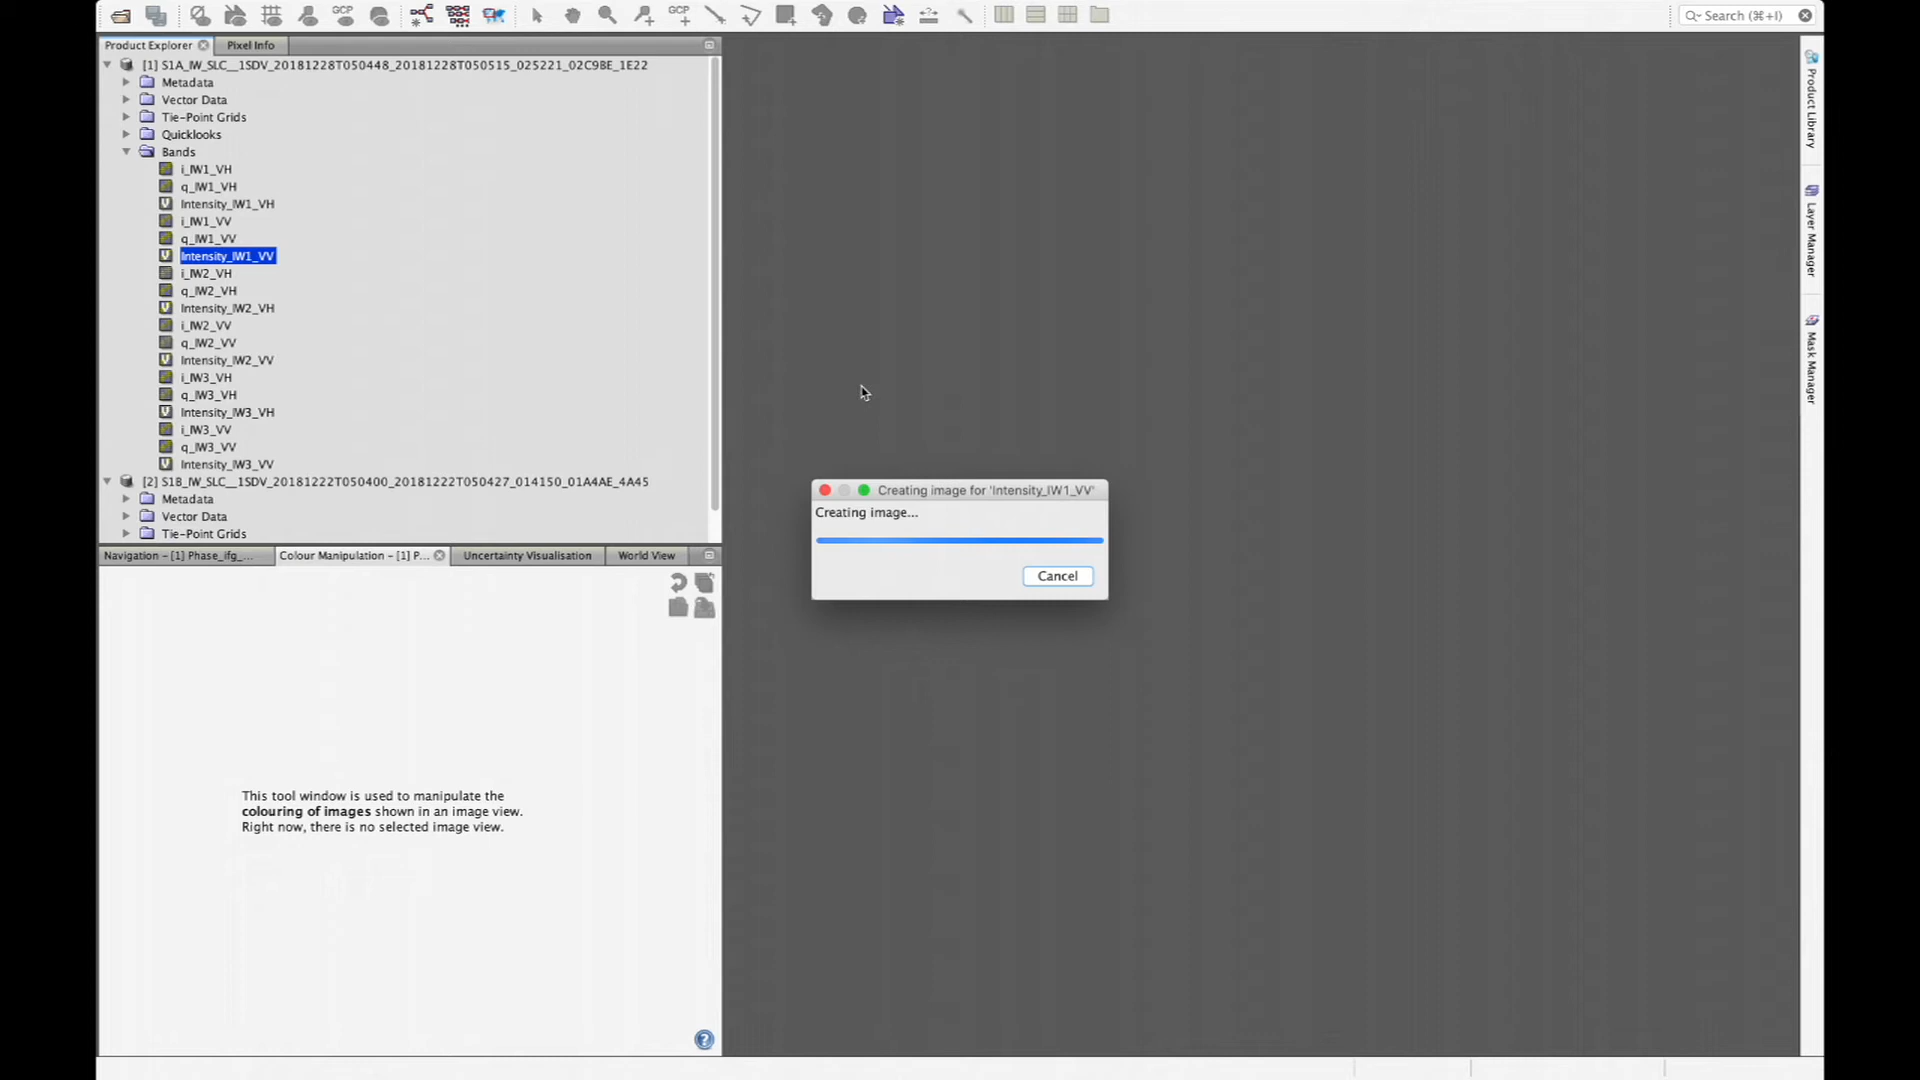 GCP
GCP
Search (⌘+I)
Product Explorer
Pixel Info
[1] S1A_IW_SLC__1SDV_20181228T050448_20181228T050515_025221_02C9BE_1E22
Metadata
Vector Data
Tie-Point Grids
Quicklooks
Bands
i_IW1_VH
q_IW1_VH
Intensity_IW1_VH
i_IW1_VV
q_IW1_VV
Intensity_IW1_VV
i_IW2_VH
q_IW2_VH
Intensity_IW2_VH
i_IW2_VV
q_IW2_VV
Intensity_IW2_VV
i_IW3_VH
q_IW3_VH
Intensity_IW3_VH
i_IW3_VV
q_IW3_VV
Intensity_IW3_VV
[2] S1B_IW_SLC__1SDV_20181222T050400_20181222T050427_014150_01A4AE_4A45
Metadata
Vector Data
Tie-Point Grids
Navigation - [1] Phase_ifg_...
Colour Manipulation - [1] P...
Uncertainty Visualisation
World View
This tool window is used to manipulate the
colouring of images shown in an image view.
Right now, there is no selected image view.
Creating image for 'Intensity_IW1_VV'
Creating image...
Cancel
Product Library
Layer Manager
Mask Manager